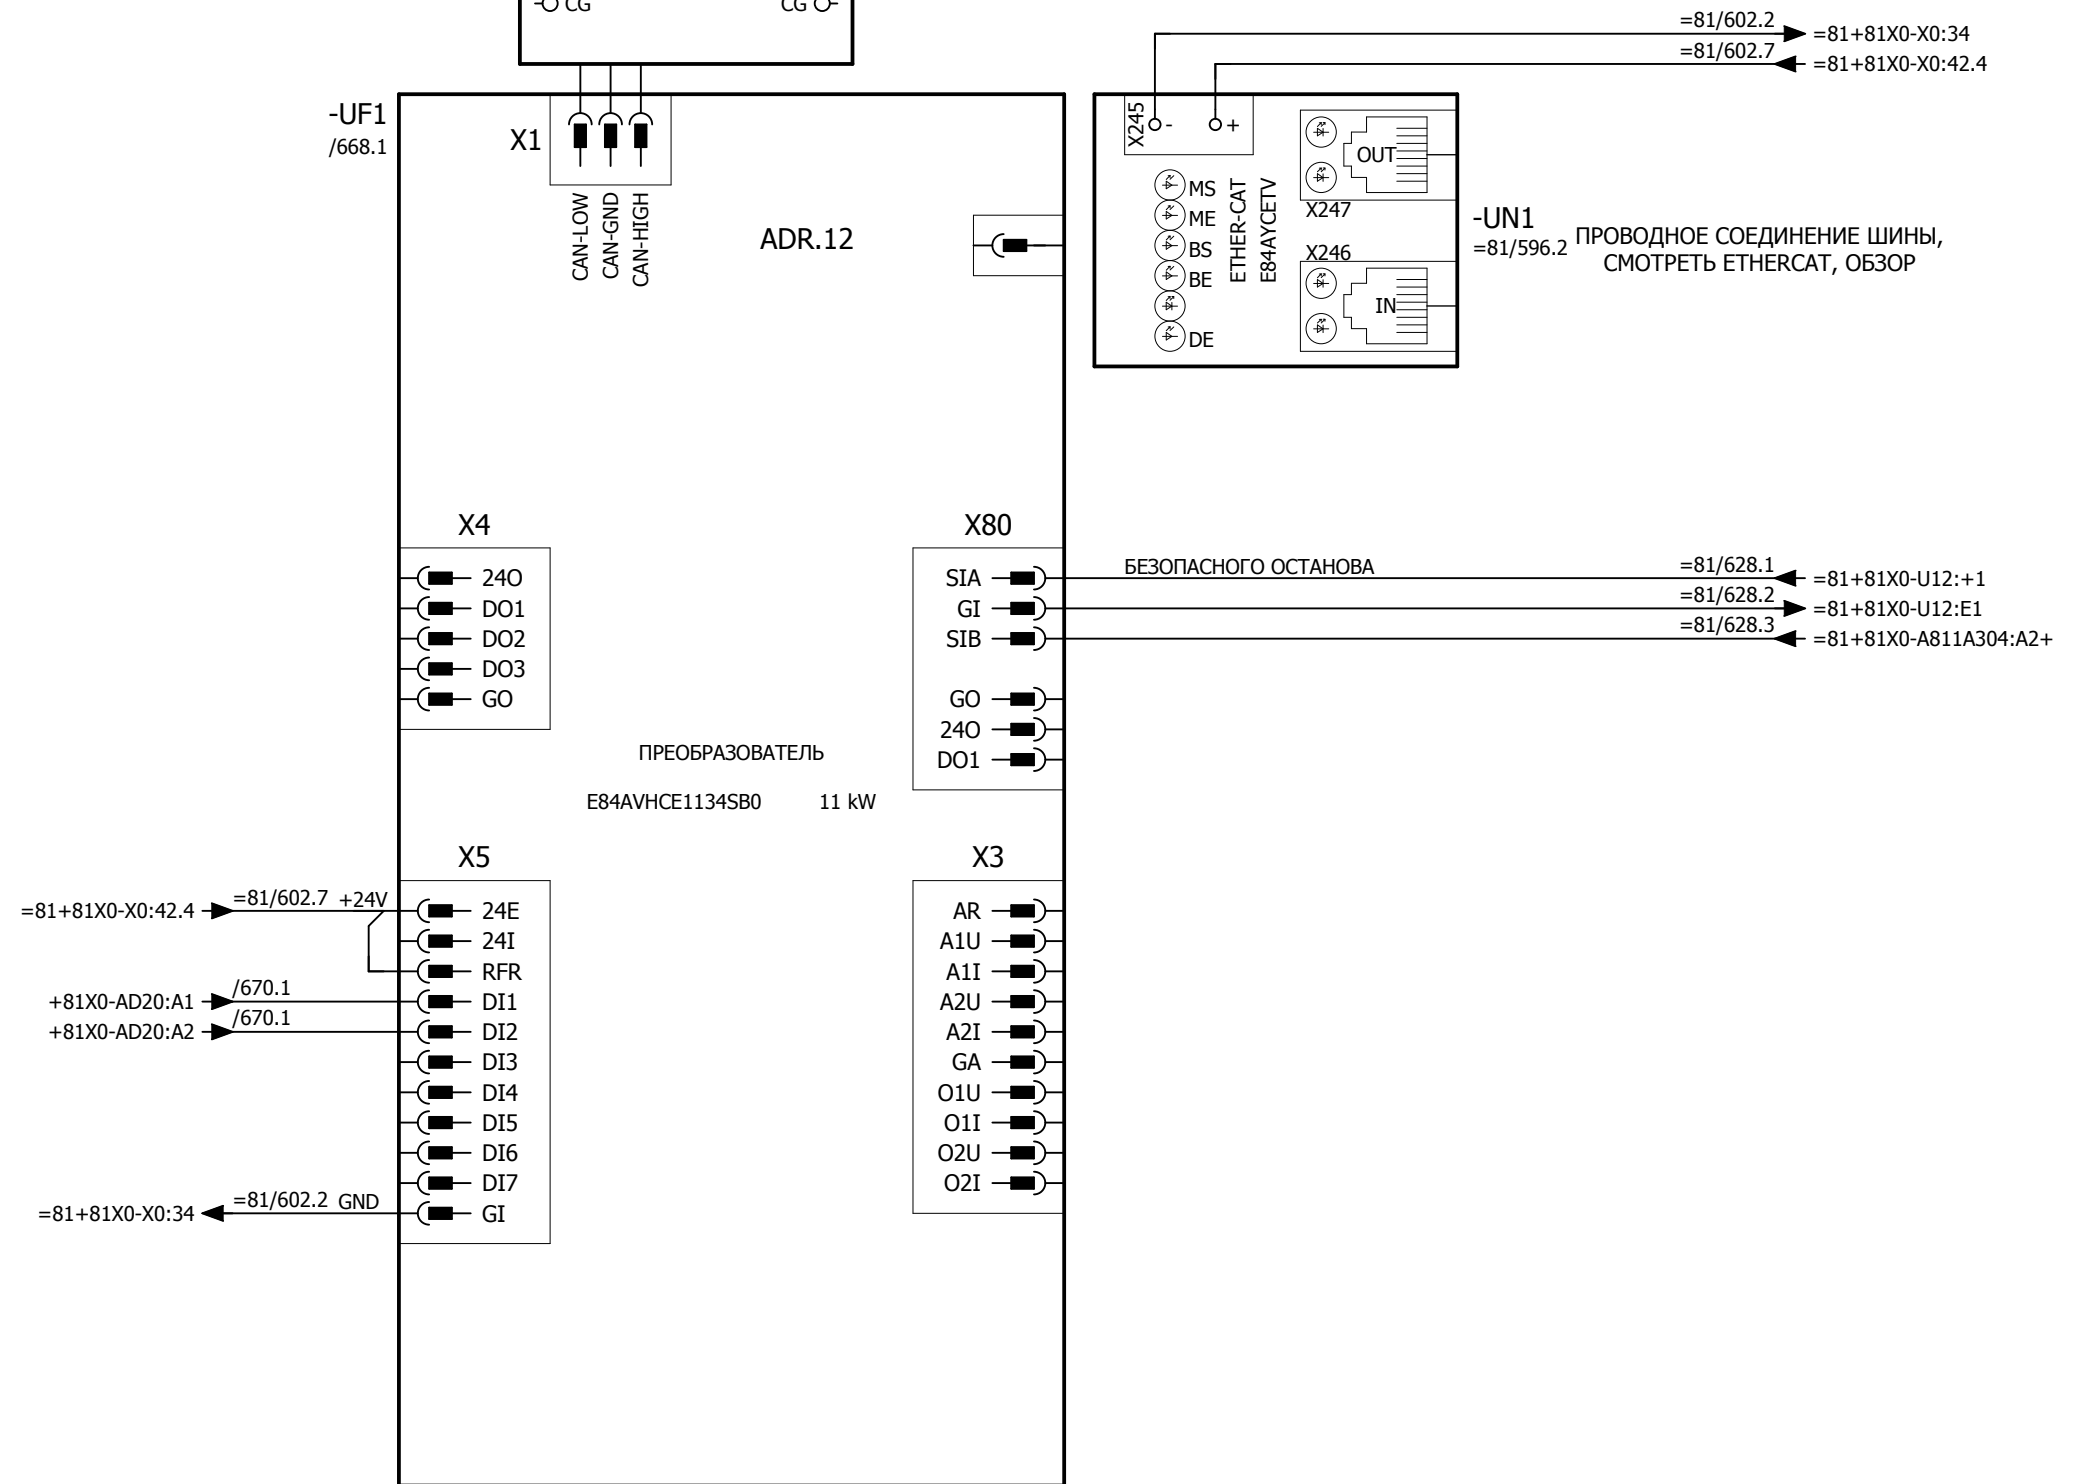 CG
CG
=81/602.2
=81+81X0-X0:34
=81/602.7
=81+81X0-X0:42.4
-UF1
/668.1
X1
CAN-LOW
CAN-GND
CAN-HIGH
ADR.12
X245
-
+
MS
ME
BS
BE
DE
ETHER-CAT
E84AYCETV
OUT
X247
X246
IN
-UN1
=81/596.2
ПРОВОДНОЕ СОЕДИНЕНИЕ ШИНЫ,
СМОТРЕТЬ ETHERCAT, ОБЗОР
X4
24O
DO1
DO2
DO3
GO
X80
SIA
GI
SIB
GO
24O
DO1
БЕЗОПАСНОГО ОСТАНОВА
=81/628.1
=81+81X0-U12:+1
=81/628.2
=81+81X0-U12:E1
=81/628.3
=81+81X0-A811A304:A2+
ПРЕОБРАЗОВАТЕЛЬ
E84AVHCE1134SB0 11 kW
X5
=81+81X0-X0:42.4
=81/602.7 +24V
24E
24I
RFR
+81X0-AD20:A1
/670.1
DI1
+81X0-AD20:A2
/670.1
DI2
DI3
DI4
DI5
DI6
DI7
=81+81X0-X0:34
=81/602.2 GND
GI
X3
AR
A1U
A1I
A2U
A2I
GA
O1U
O1I
O2U
O2I